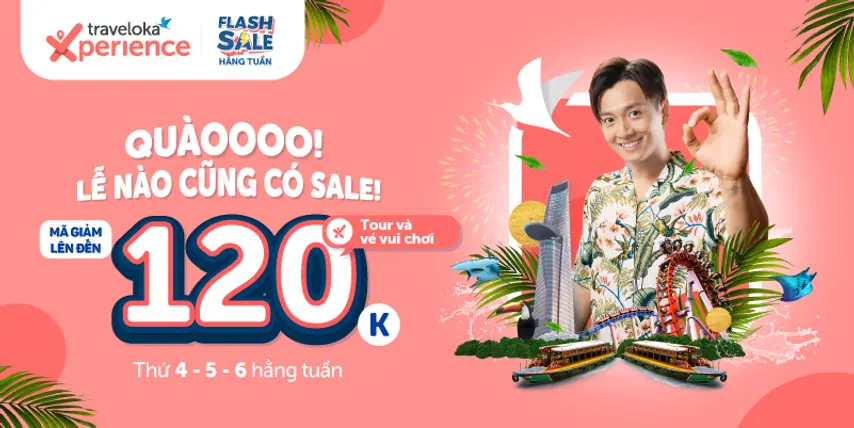 traveloka
Xperience
FLASH
SALE
HẰNG TUẦN
QUÀOOOO!
LỄ NÀO CŨNG CÓ SALE!
MÃ GIẢM
LÊN ĐẾN
120
K
Tour và
vé vui chơi
Thứ 4 - 5 - 6 hằng tuần